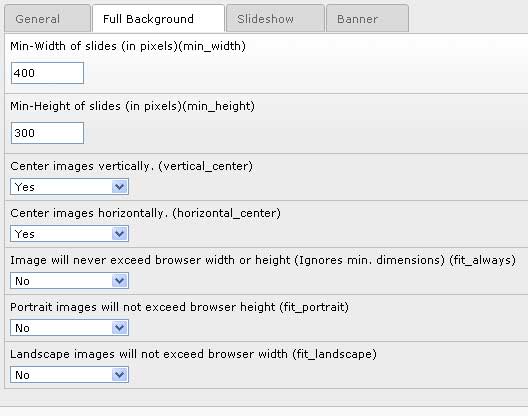 General Full Background Slideshow Banner
Min-Width of slides (in pixels)(min_width)
400
Min-Height of slides (in pixels)(min_height)
300
Center images vertically. (vertical_center)
Yes
Center images horizontally. (horizontal_center)
Yes
Image will never exceed browser width or height (Ignores min. dimensions) (fit_always)
No
Portrait images will not exceed browser height (fit_portrait)
No
Landscape images will not exceed browser width (fit_landscape)
No